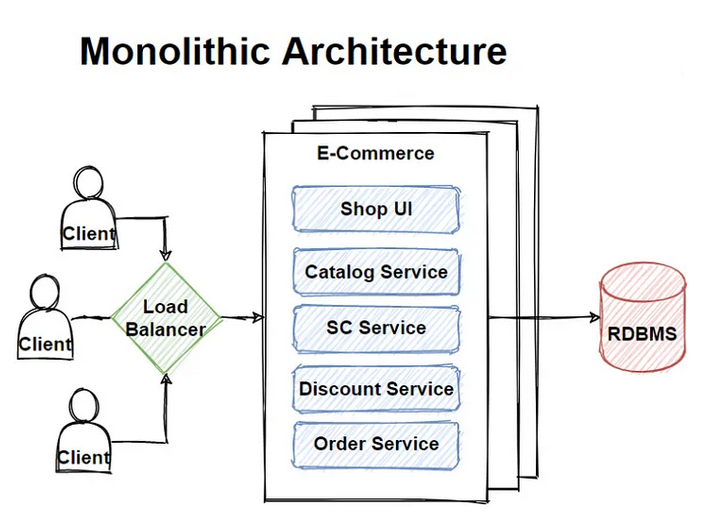 Monolithic Architecture
E-Commerce
Client
Shop UI
Catalog Service
Load
Balancer
SC Service
RDBMS
Client
Discount Service
Order Service
Client